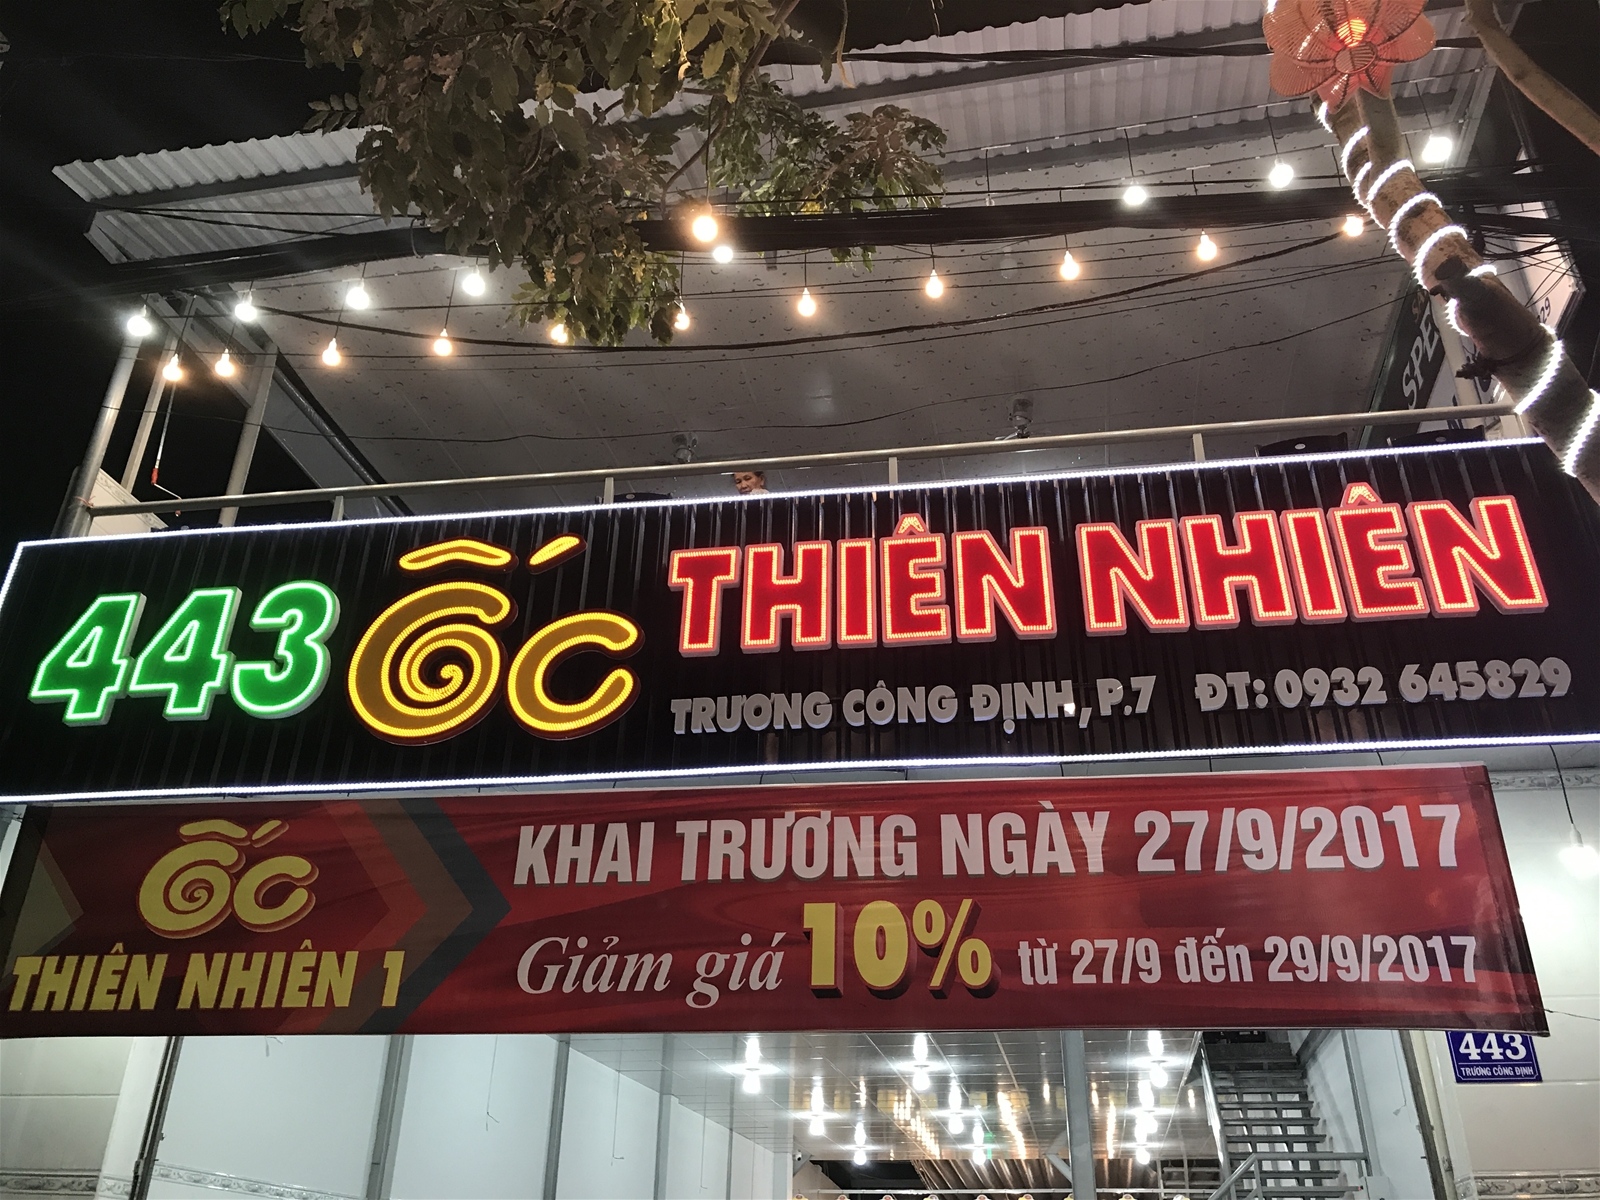 443 ỐC THIÊN NHIÊN
TRƯƠNG CÔNG ĐỊNH, P.7 ĐT: 0932 645829
ỐC
THIÊN NHIÊN 1
KHAI TRƯƠNG NGÀY 27/9/2017
Giảm giá 10% từ 27/9 đến 29/9/2017
443
TRƯƠNG CÔNG ĐỊNH